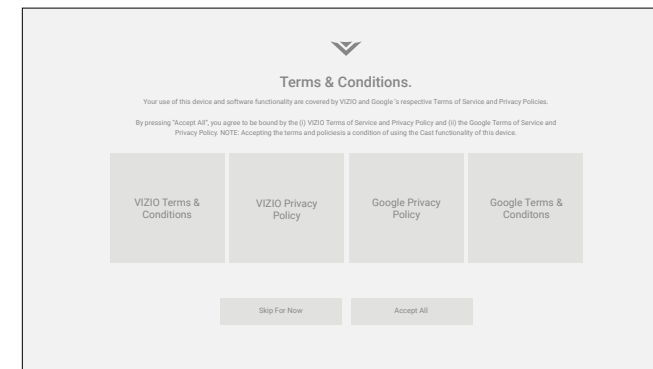 Terms & Conditions.
Your use of this device and software functionality are covered by VIZIO and Google 's respective Terms of Service and Privacy Policies.
By pressing "Accept All", you agree to be bound by the (i) VIZIO Terms of Service and Privacy Policy and (ii) the Google Terms of Service and
Privacy Policy. NOTE: Accepting the terms and policiesis a condition of using the Cast functionality of this device.
VIZIO Terms &
Conditions
VIZIO Privacy
Policy
Google Privacy
Policy
Google Terms &
Conditons
Skip For Now
Accept All